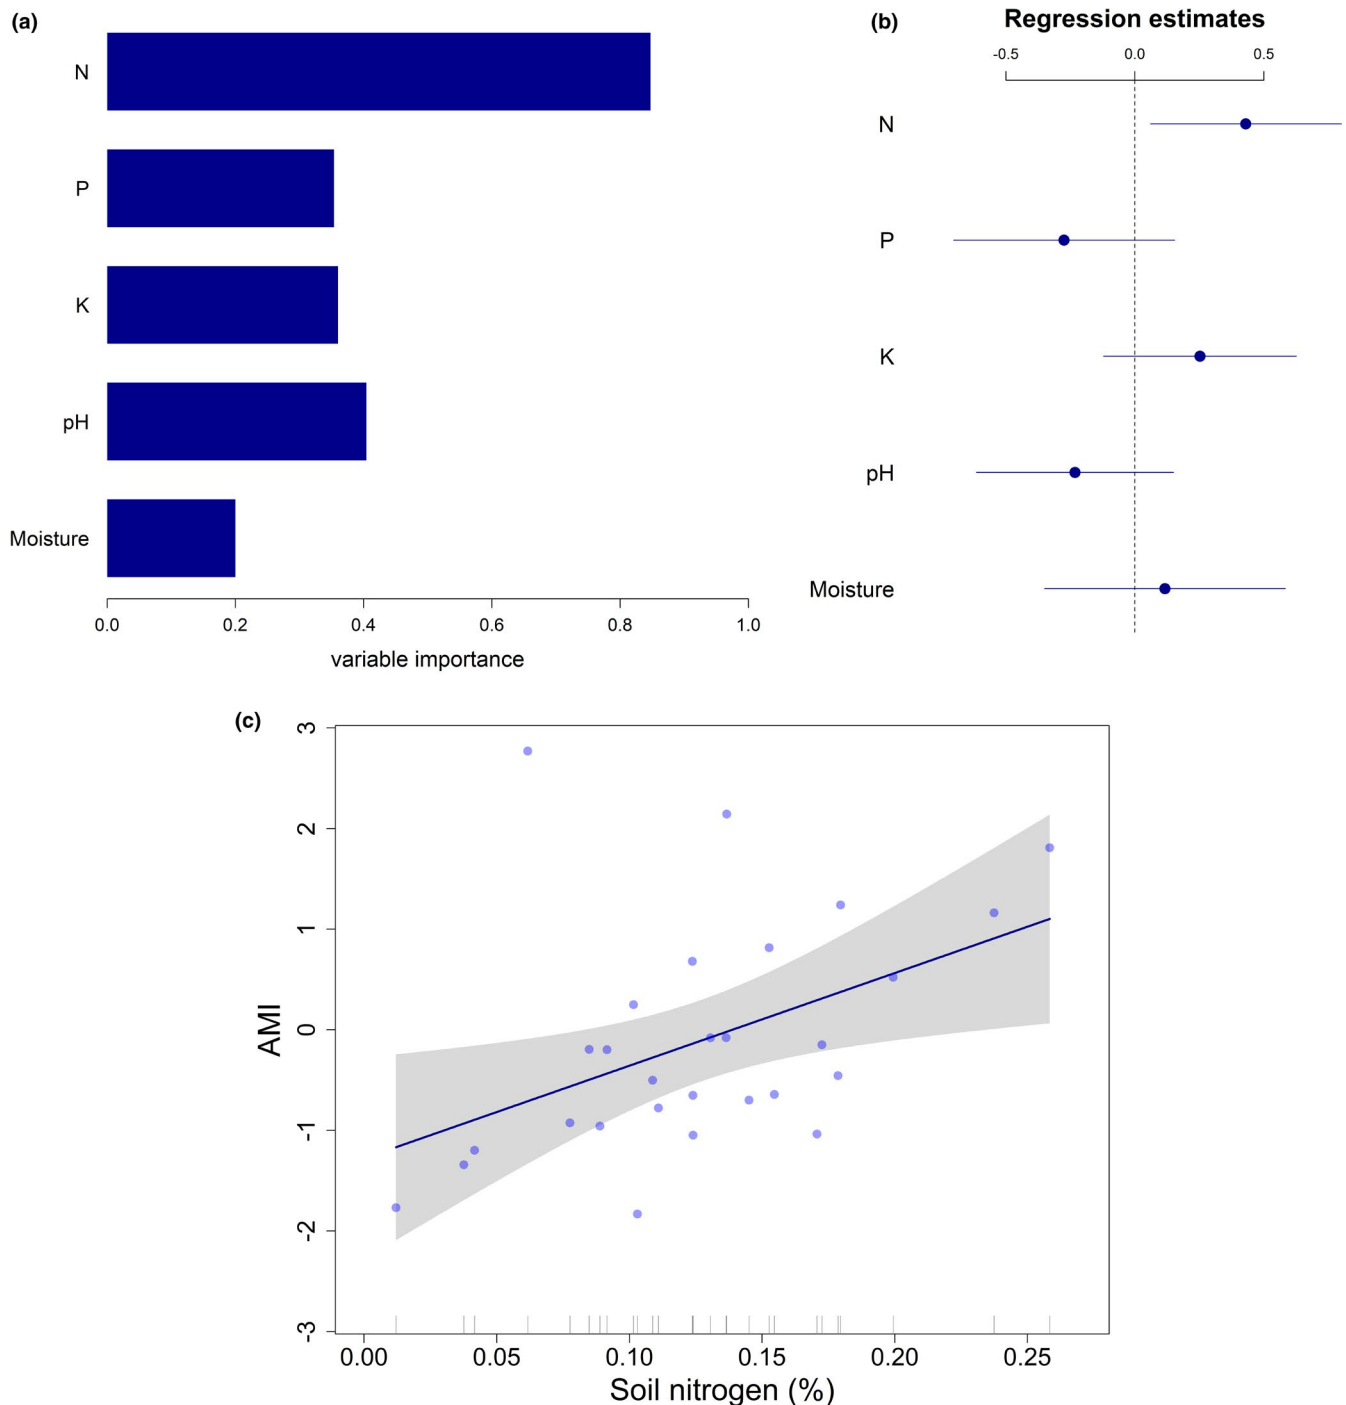 (a)
N
P
K
pH
Moisture
0.0 0.2 0.4 0.6 0.8 1.0
variable importance
(b)
Regression estimates
-0.5 0.0 0.5
N
P
K
pH
Moisture
(c)
3
2
1
0
-1
-2
-3
AMI
0.00 0.05 0.10 0.15 0.20 0.25
Soil nitrogen (%)